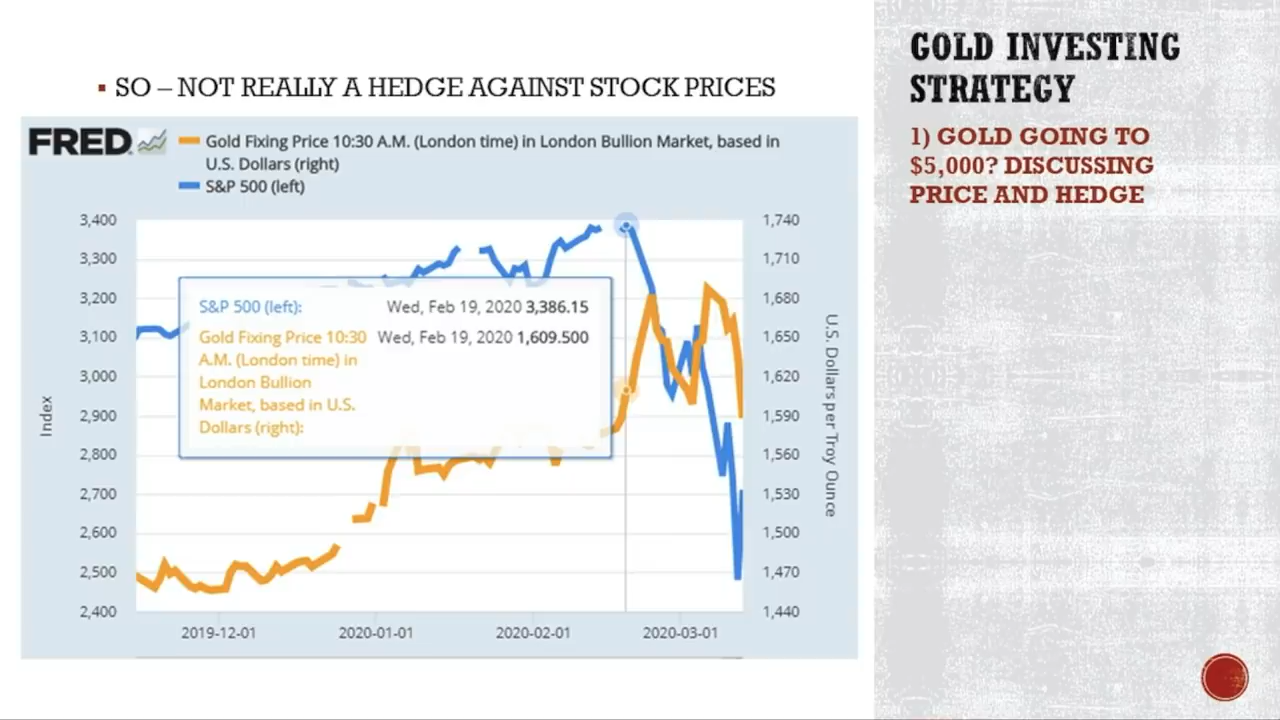 GOLD INVESTING
STRATEGY
1) GOLD GOING TO
$5,000? DISCUSSING
PRICE AND HEDGE
SO – NOT REALLY A HEDGE AGAINST STOCK PRICES
FRED
Gold Fixing Price 10:30 A.M. (London time) in London Bullion Market, based in
U.S. Dollars (right)
S&P 500 (left)
3,400
3,300
3,200
3,100
3,000
2,900
2,800
2,700
2,600
2,500
2,400
Index
S&P 500 (left): Wed, Feb 19, 2020 3,386.15
Gold Fixing Price 10:30 Wed, Feb 19, 2020 1,609.500
A.M. (London time) in
London Bullion
Market, based in U.S.
Dollars (right):
1,740
1,710
1,680
1,650
1,620
1,590
1,560
1,530
1,500
1,470
1,440
U.S. Dollars per Troy Ounce
2019-12-01 2020-01-01 2020-02-01 2020-03-01